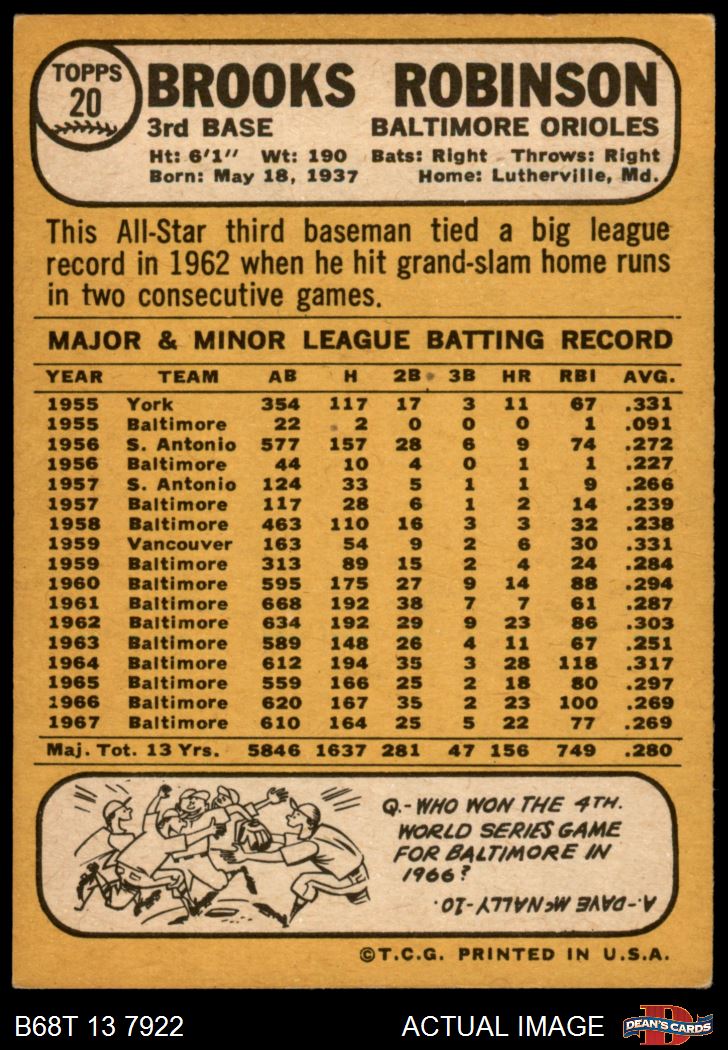 TOPPS
20
BROOKS ROBINSON
3rd BASE BALTIMORE ORIOLES
Ht: 6'1" Wt: 190 Bats: Right Throws: Right
Born: May 18, 1937 Home: Lutherville, Md.
This All-Star third baseman tied a big league
record in 1962 when he hit grand-slam home runs
in two consecutive games.
MAJOR & MINOR LEAGUE BATTING RECORD
YEAR TEAM AB H 2B 3B HR RBI AVG.
1955 York 354 117 17 3 11 67 .331
1955 Baltimore 22 2 0 0 0 1 .091
1956 S. Antonio 577 157 28 6 9 74 .272
1956 Baltimore 44 10 4 0 1 1 .227
1957 S. Antonio 124 33 5 1 1 9 .266
1957 Baltimore 117 28 6 1 2 14 .239
1958 Baltimore 463 110 16 3 3 32 .238
1959 Vancouver 163 54 9 2 6 30 .331
1959 Baltimore 313 89 15 2 4 24 .284
1960 Baltimore 595 175 27 9 14 88 .294
1961 Baltimore 668 192 38 7 7 61 .287
1962 Baltimore 634 192 29 9 23 86 .303
1963 Baltimore 589 148 26 4 11 67 .251
1964 Baltimore 612 194 35 3 28 118 .317
1965 Baltimore 559 166 25 2 18 80 .297
1966 Baltimore 620 167 35 2 23 100 .269
1967 Baltimore 610 164 25 5 22 77 .269
Maj. Tot. 13 Yrs. 5846 1637 281 47 156 749 .280
Q.-WHO WON THE 4TH.
WORLD SERIES GAME
FOR BALTIMORE IN
1966?
A-DAVE McNALLY-10.
©T.C.G. PRINTED IN U.S.A.
B68T 13 7922 ACTUAL IMAGE
D
DEAN'S CARDS